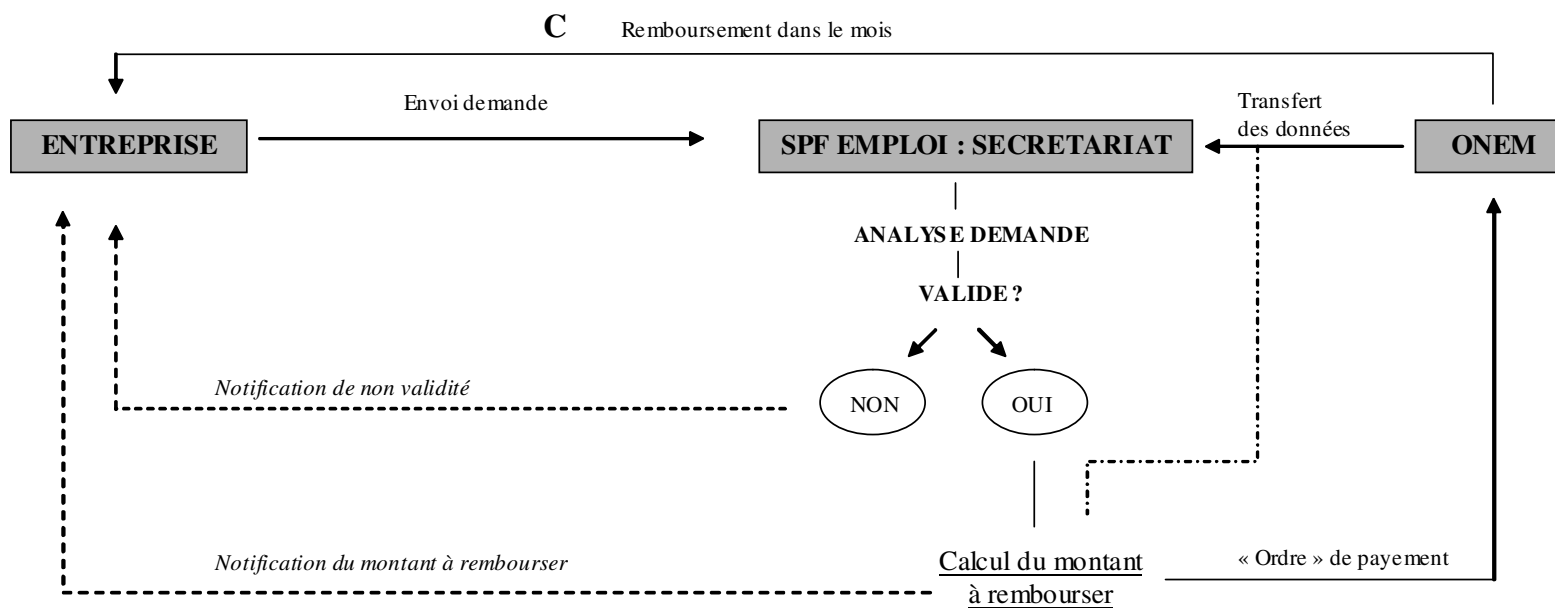 C Remboursement dans le mois
Envoi demande
Transfert
des données
ENTREPRISE
SPF EMPLOI : SECRETARIAT
ONEM
ANALYSE DEMANDE
VALIDE ?
Notification de non validité
NON
OUI
Notification du montant à rembourser
Calcul du montant
à rembourser
« Ordre » de payement